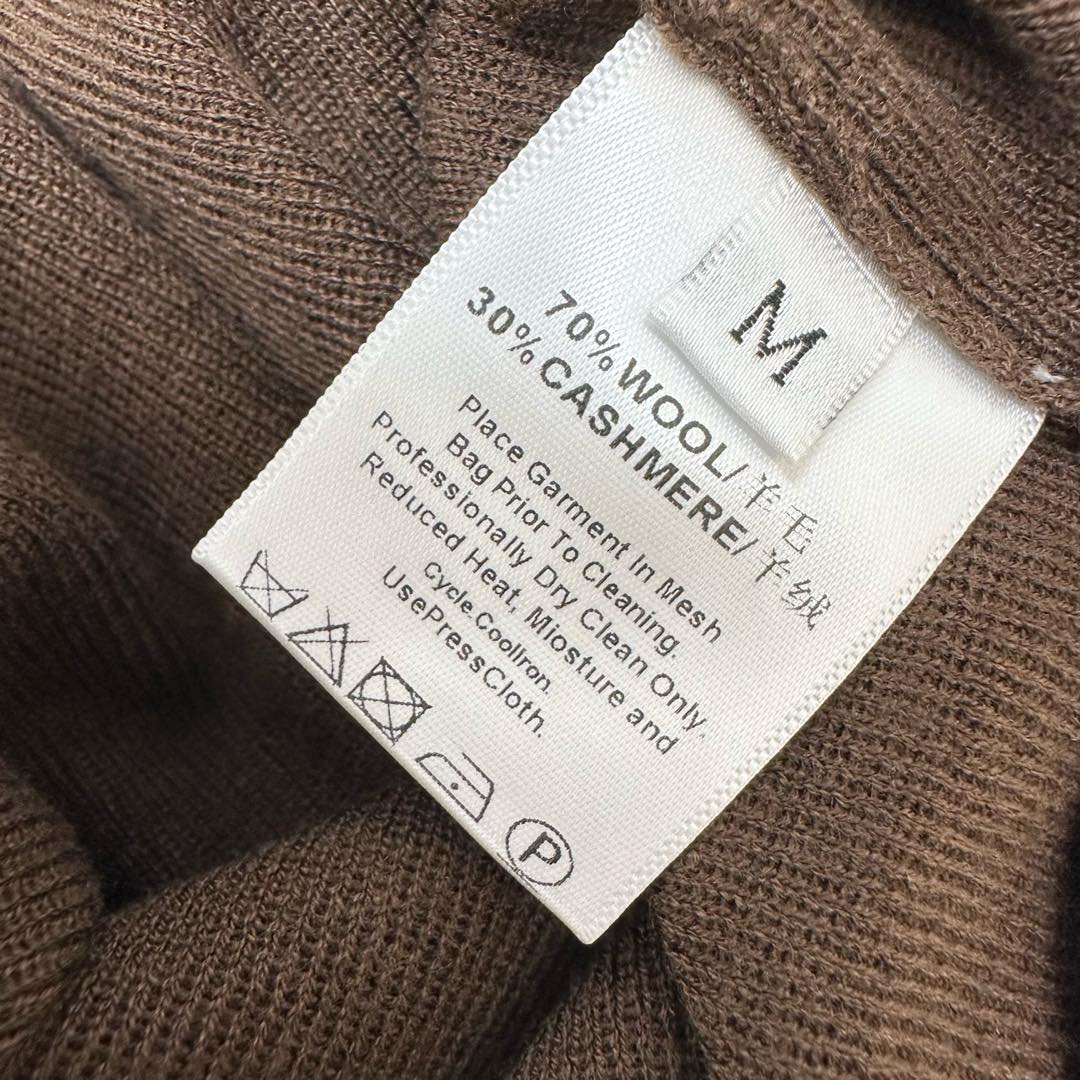 M
70%WOOL/羊毛
30%CASHMERE/羊绒
Place Garment In Mesh
Bag Prior To Cleaning.
Professionally Dry Clean Only.
Reduced Heat, Miosture and
Cycle.CoolIron.
UsePressCloth.
P